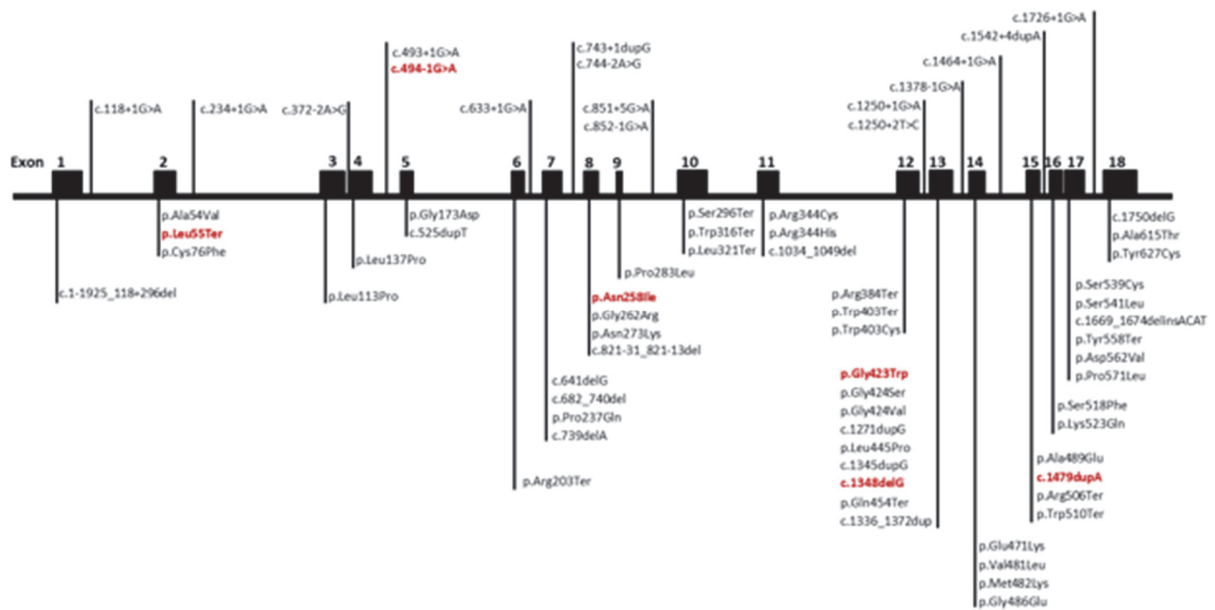 c.1726+1G>A
c.1542+4dupA
c.493+1G>A
c.494-1G>A
c.743+1dupG
c.744-2A>G
c.1464+1G>A
c.1378-1G>A
c.118+1G>A
c.234+1G>A
c.372-2A>G
c.633+1G>A
c.851+5G>A
c.852-1G>A
c.1250+1G>A
c.1250+2T>C
Exon 1 2 3 4 5 6 7 8 9 10 11 12 13 14 15 16 17 18
p.Ala54Val
p.Leu55Ter
p.Cys76Phe
p.Gly173Asp
c.525dupT
p.Ser296Ter
p.Trp316Ter
p.Leu321Ter
p.Arg344Cys
p.Arg344His
c.1034_1049del
c.1750delG
p.Ala615Thr
p.Tyr627Cys
p.Leu137Pro
p.Pro283Leu
c.1-1925_118+296del
p.Leu113Pro
p.Asn258Ile
p.Gly262Arg
p.Asn273Lys
c.821-31_821-13del
p.Arg384Ter
p.Trp403Ter
p.Trp403Cys
p.Ser539Cys
p.Ser541Leu
c.1669_1674delinsACAT
p.Tyr558Ter
p.Asp562Val
p.Pro571Leu
c.641delG
c.682_740del
p.Pro237Gln
c.739delA
p.Gly423Trp
p.Gly424Ser
p.Gly424Val
c.1271dupG
p.Leu445Pro
c.1345dupG
c.1348delG
p.Gln454Ter
c.1336_1372dup
p.Ser518Phe
p.Lys523Gln
p.Ala489Glu
c.1479dupA
p.Arg506Ter
p.Trp510Ter
p.Arg203Ter
p.Glu471Lys
p.Val481Leu
p.Met482Lys
p.Gly486Glu